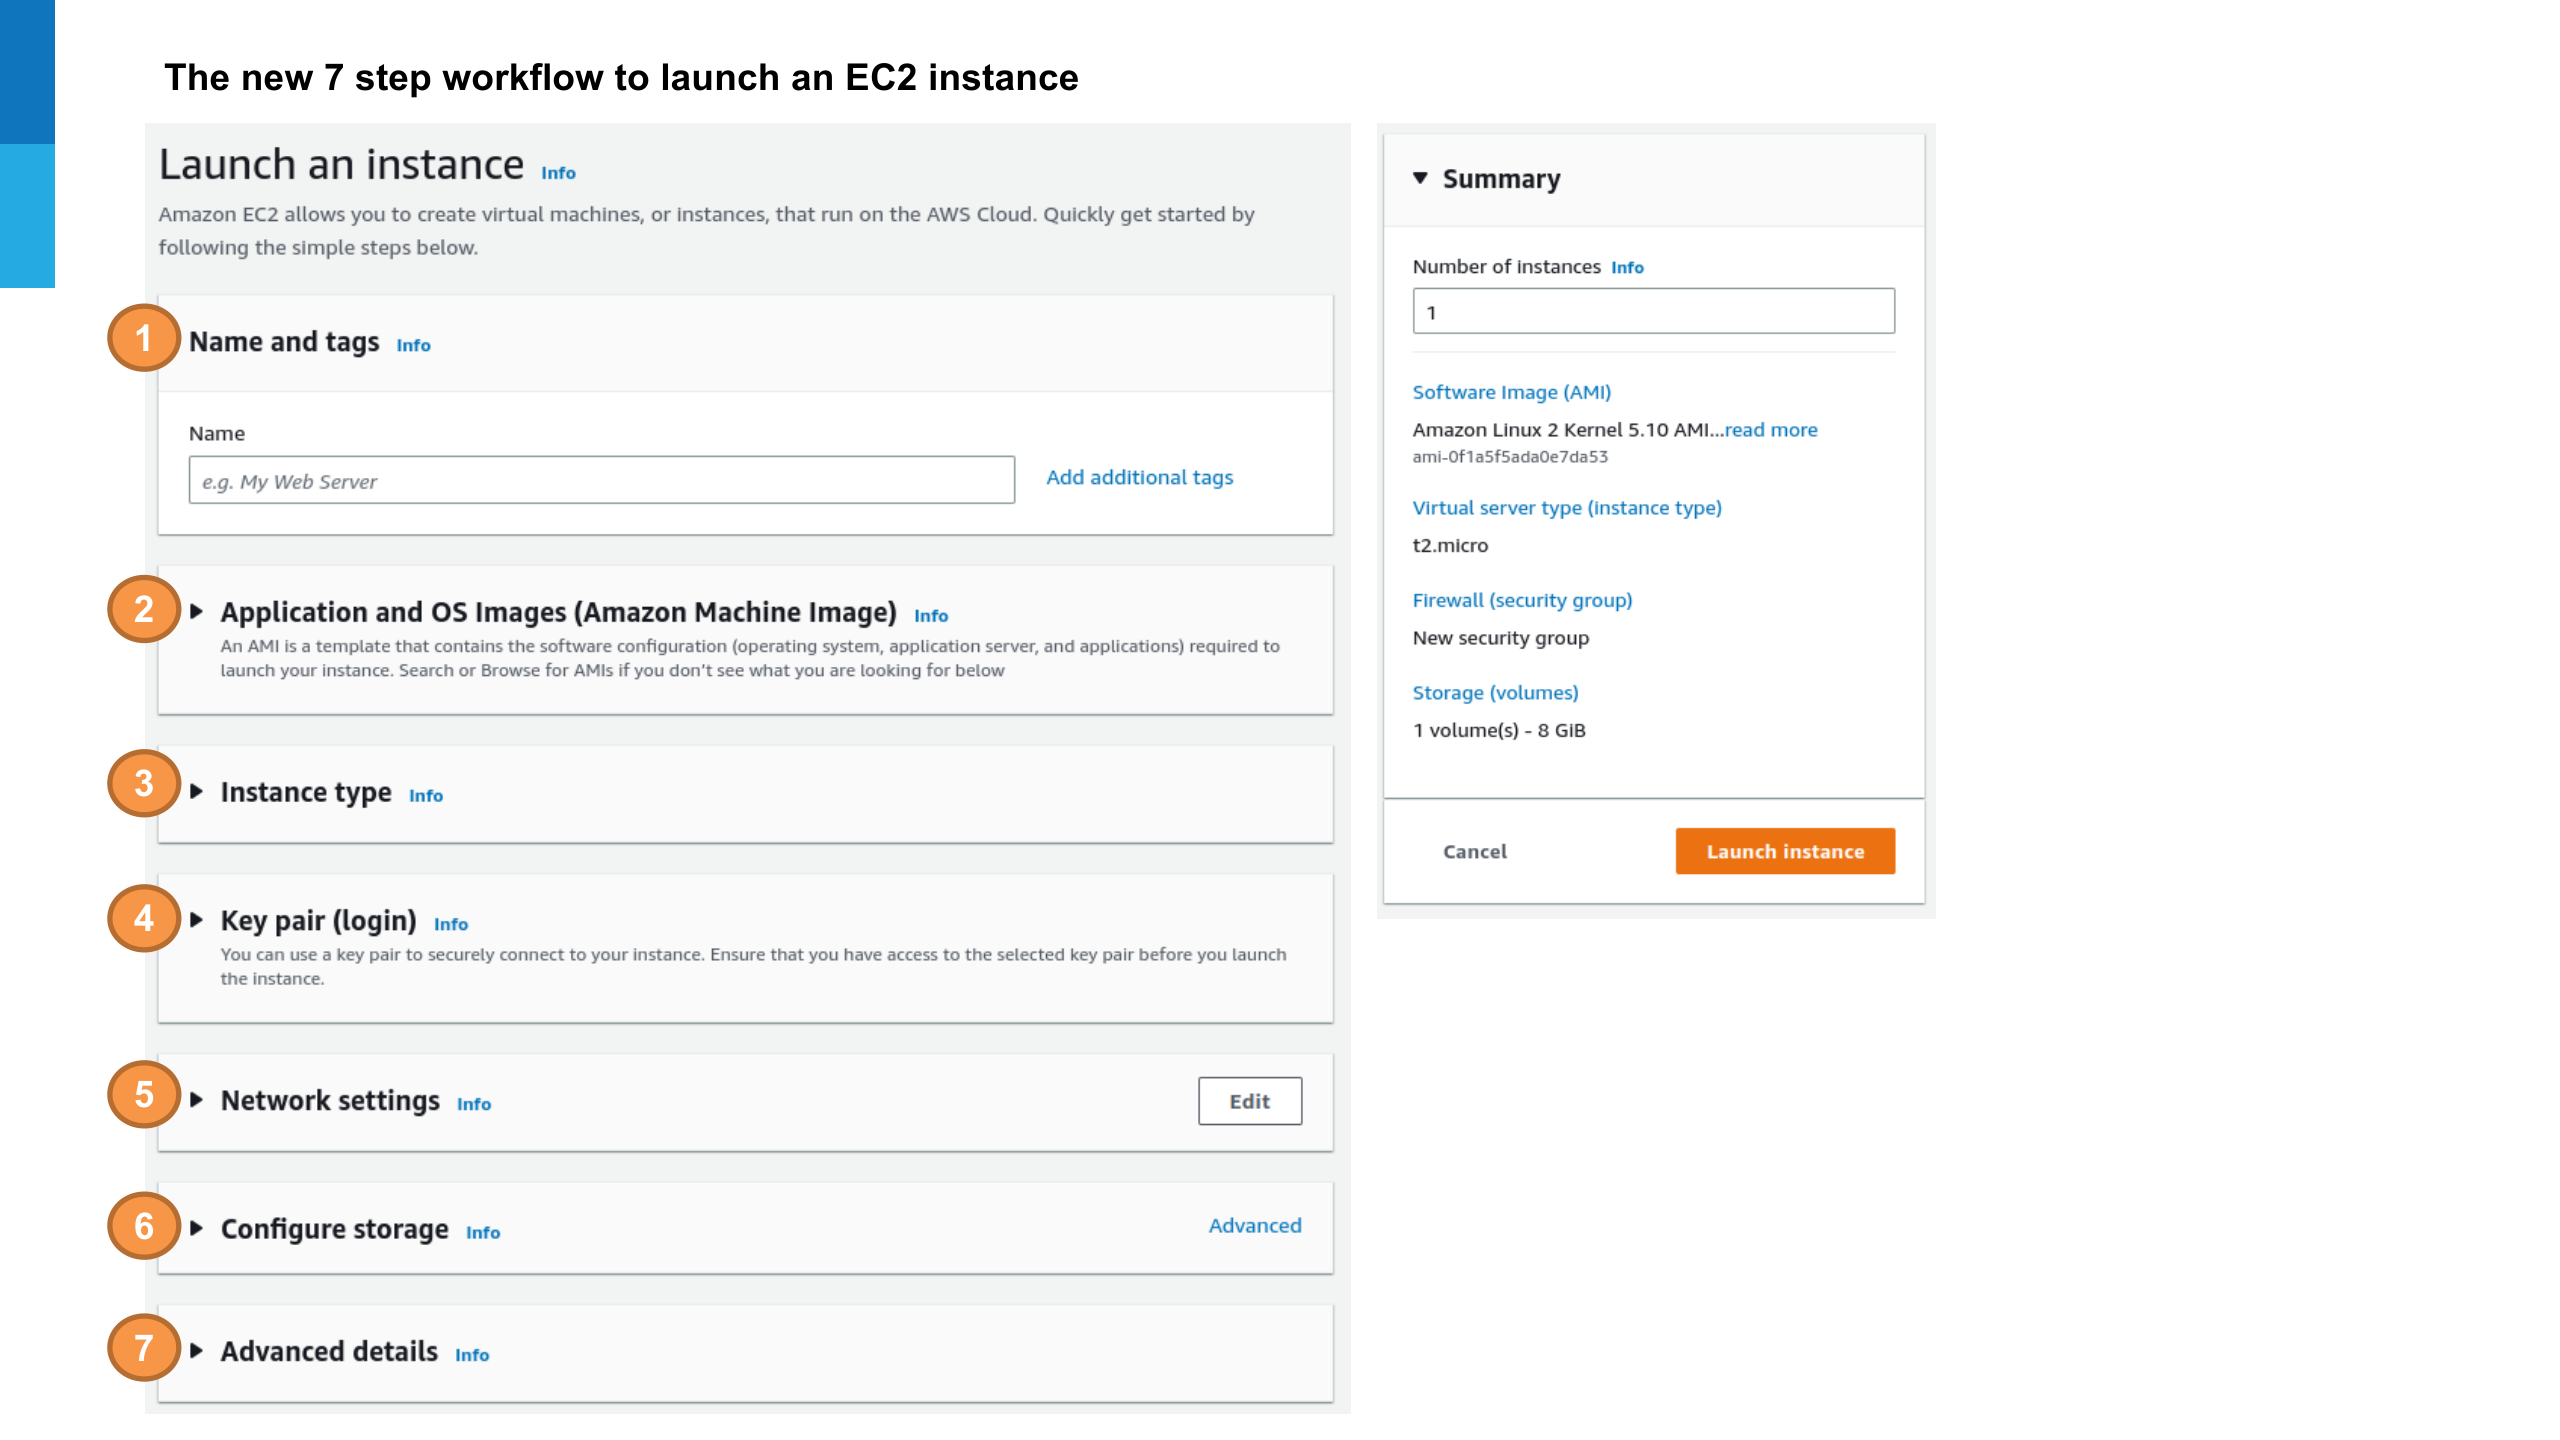 The new 7 step workflow to launch an EC2 instance
Launch an instance Info
Amazon EC2 allows you to create virtual machines, or instances, that run on the AWS Cloud. Quickly get started by
following the simple steps below.
1 Name and tags Info
Name
e.g. My Web Server Add additional tags
2 Application and OS Images (Amazon Machine Image) Info
An AMI is a template that contains the software configuration (operating system, application server, and applications) required to
launch your instance. Search or Browse for AMIs if you don't see what you are looking for below
3 Instance type Info
4 Key pair (login) Info
You can use a key pair to securely connect to your instance. Ensure that you have access to the selected key pair before you launch
the instance.
5 Network settings Info Edit
6 Configure storage Info Advanced
7 Advanced details Info
Summary
Number of instances Info
1
Software Image (AMI)
Amazon Linux 2 Kernel 5.10 AMI...read more
ami-0f1a5f5ada0e7da53
Virtual server type (instance type)
t2.micro
Firewall (security group)
New security group
Storage (volumes)
1 volume(s) - 8 GiB
Cancel Launch instance